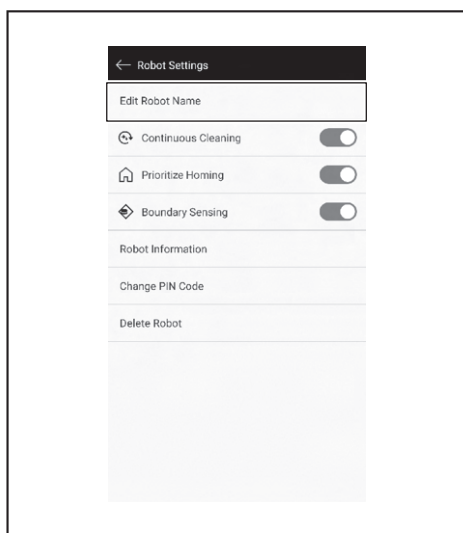 Robot Settings
Edit Robot Name
Continuous Cleaning
Prioritize Homing
Boundary Sensing
Robot Information
Change PIN Code
Delete Robot